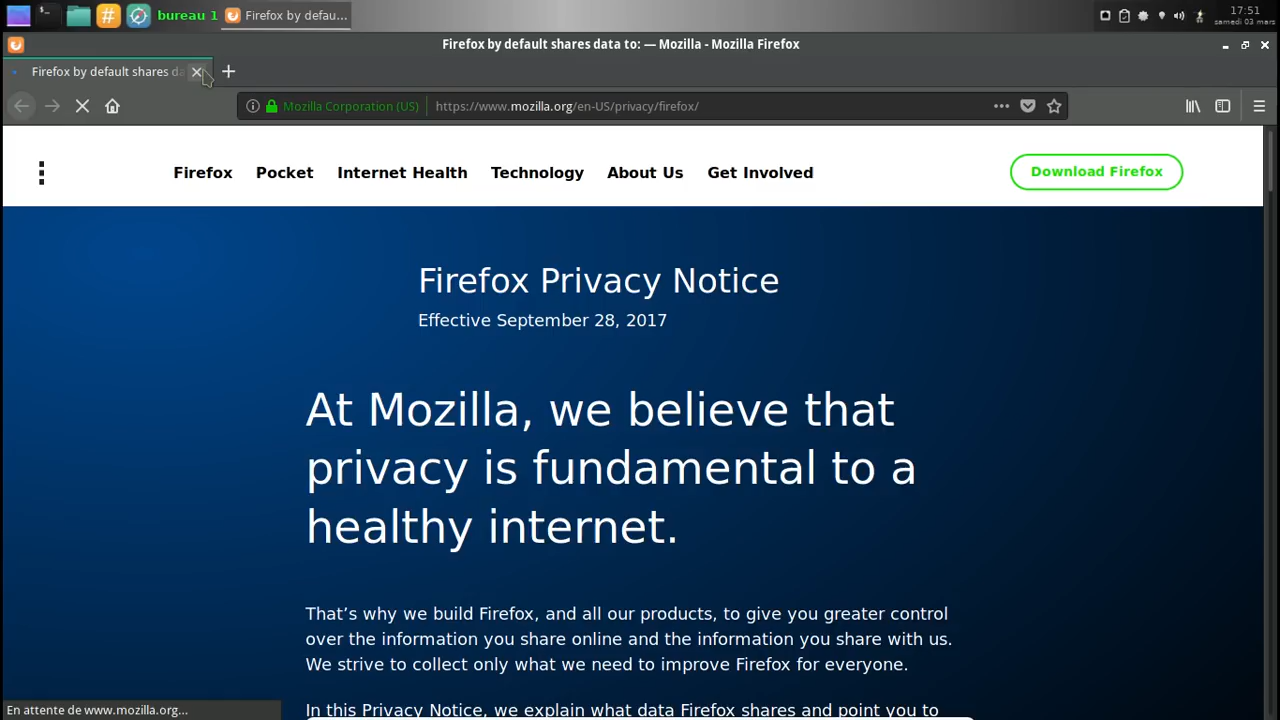 bureau 1
Firefox by defau...
17:51
samedi 03 mars
Firefox by default shares data to: — Mozilla - Mozilla Firefox
Firefox by default shares da
Mozilla Corporation (US)
https://www.mozilla.org/en-US/privacy/firefox/
Firefox
Pocket
Internet Health
Technology
About Us
Get Involved
Download Firefox
Firefox Privacy Notice
Effective September 28, 2017
At Mozilla, we believe that
privacy is fundamental to a
healthy internet.
That’s why we build Firefox, and all our products, to give you greater control
over the information you share online and the information you share with us.
We strive to collect only what we need to improve Firefox for everyone.
In this Privacy Notice, we explain what data Firefox shares and point you to
En attente de www.mozilla.org...